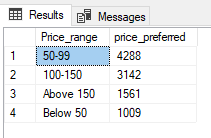 Results Messages
Price_range price_preferred
1 50-99 4288
2 100-150 3142
3 Above 150 1561
4 Below 50 1009